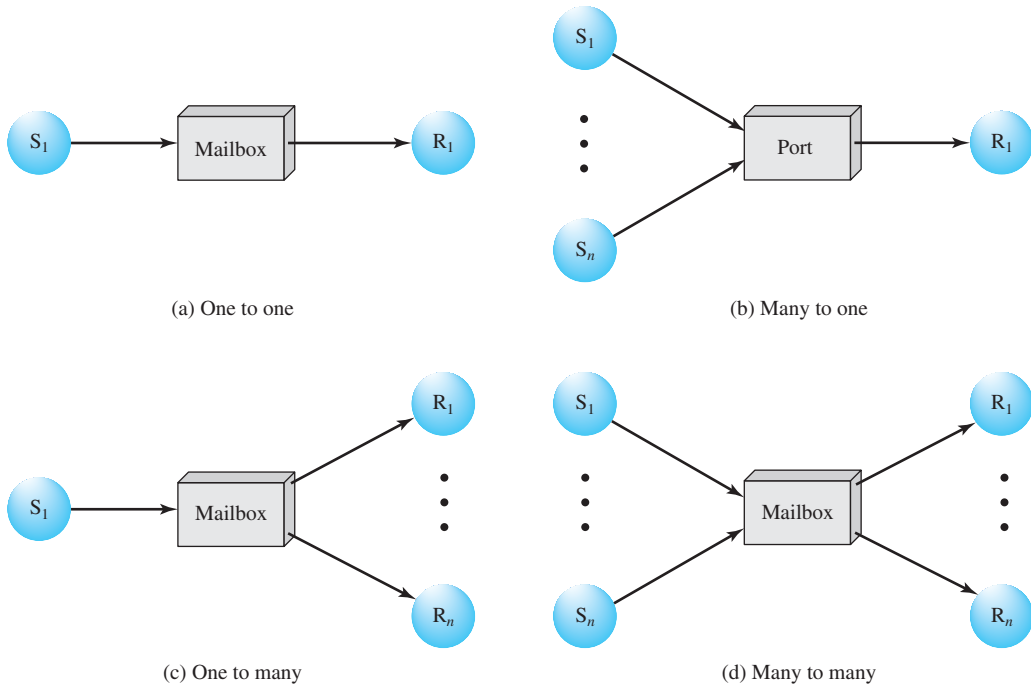 S1
Mailbox
R1
(a) One to one
S1
Port
R1
Sn
(b) Many to one
R1
S1
Mailbox
Rn
(c) One to many
S1
R1
Mailbox
Sn
Rn
(d) Many to many